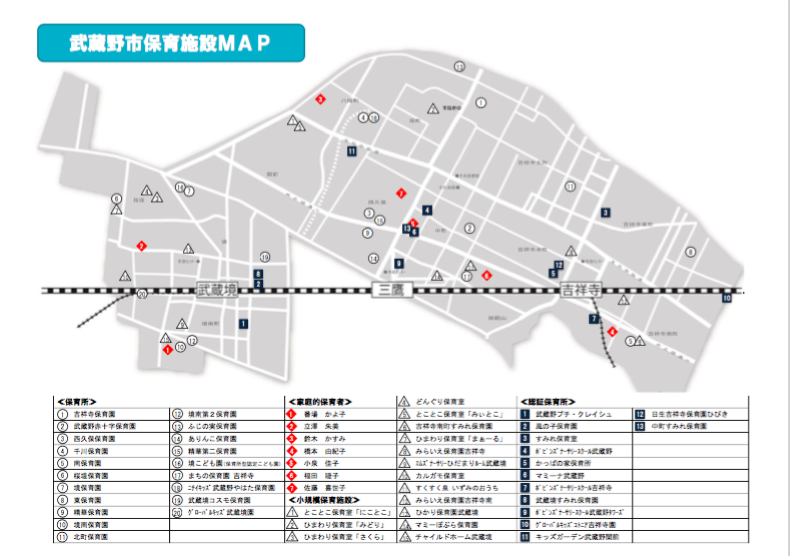 武蔵野市保育施設MAP
武蔵境
三鷹
吉祥寺
<保育所>
① 吉祥寺保育園
② 武蔵野赤十字保育園
③ 西久保保育園
④ 千川保育園
⑤ 南保育園
⑥ 桜堤保育園
⑦ 境保育園
⑧ 東保育園
⑨ 精華保育園
⑩ 境南保育園
⑪ 北町保育園
⑫ 境南第2保育園
⑬ ふじの実保育園
⑭ ありんこ保育園
⑮ 精華第二保育園
⑯ 境こども園(保育所型認定こども園)
⑰ まちの保育園 吉祥寺
⑱ ニチイキッズ武蔵野やはた保育園
⑲ 武蔵境コスモ保育園
⑳ グローバルキッズ武蔵境園
<家庭的保育者>
1 番場 かよ子
2 立澤 朱美
3 鈴木 かすみ
4 橋本 由紀子
5 小泉 佳子
6 稲田 聰子
7 佐藤 喜世子
<小規模保育施設>
1 とことこ保育室「にこことこ」
2 ひまわり保育室「みどり」
3 ひまわり保育室「さくら」
4 どんぐり保育室
5 とことこ保育室「みぃとこ」
6 吉祥寺南町すみれ保育園
7 ひまわり保育室「まぁーる」
8 みらいえ保育園吉祥寺
9 エムズナーサリーひだまりルーム武蔵境
カルガモ保育室
すくすく泉 いずみのおうち
みらいえ保育園吉祥寺南
ひかり保育園武蔵境
マミーぽぷら保育園
チャイルドホーム武蔵境
<認証保育所>
1 武蔵野プチ・クレイシュ
2 風の子保育園
3 すみれ保育室
4 ポピンズナーサリースクール武蔵野
5 かっぱの家保育所
6 マミーナ武蔵野
7 ポピンズナーサリースクール吉祥寺
8 武蔵境すみれ保育園
9 ポピンズナーサリースクール武蔵野タワーズ
10 グローバルキッズコトニア吉祥寺園
11 キッズガーデン武蔵野関前
12 日生吉祥寺保育園ひびき
13 中町すみれ保育園